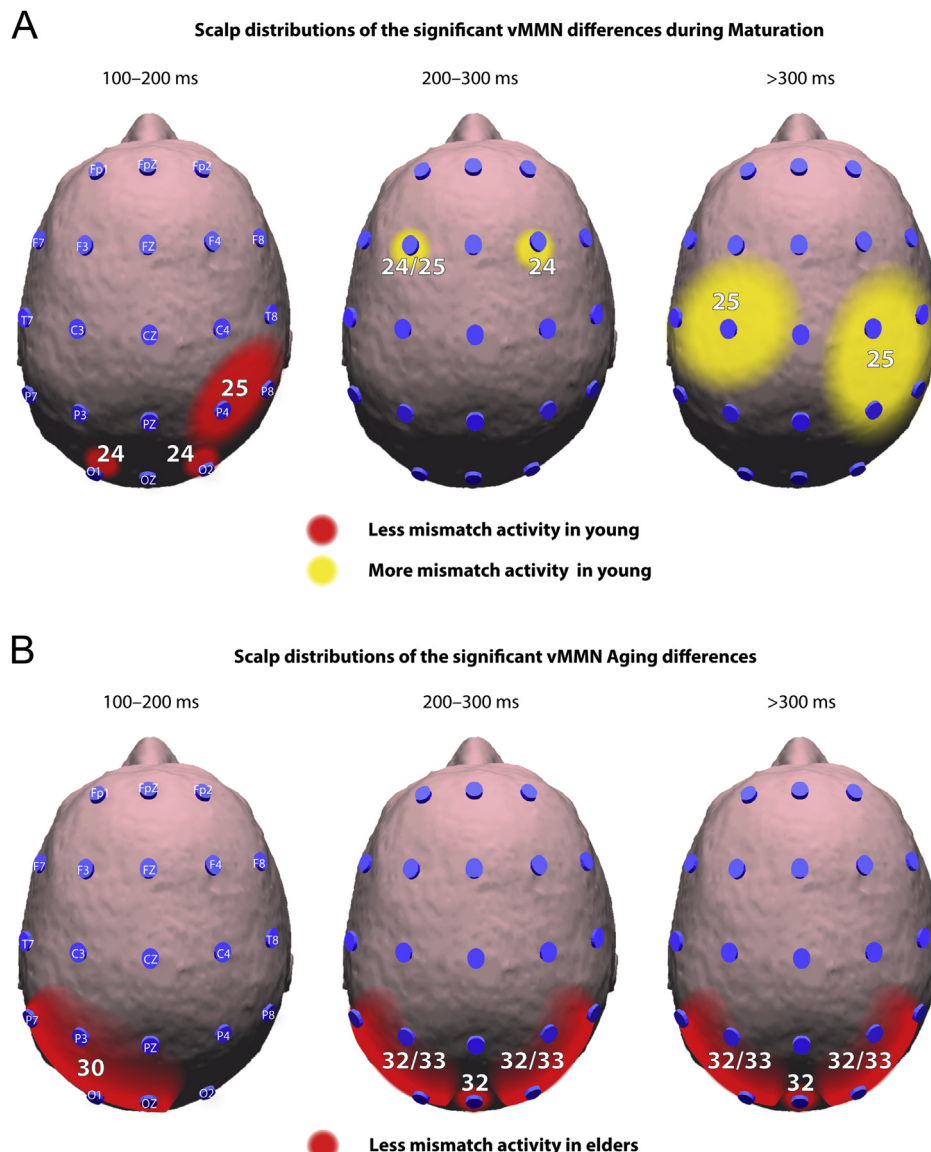 A
Scalp distributions of the significant vMMN differences during Maturation
100–200 ms 200–300 ms >300 ms
Fp1 FpZ Fp2
F7 F3 FZ F4 F8
24/25 24
T7 C3 CZ C4 T8
25
25
25
P7 P3 PZ P4 P8
24 24
O1 OZ O2
Less mismatch activity in young
More mismatch activity in young
B
Scalp distributions of the significant vMMN Aging differences
100–200 ms 200–300 ms >300 ms
Fp1 FpZ Fp2
F7 F3 FZ F4 F8
T7 C3 CZ C4 T8
P7 P3 PZ P4 P8
30 32/33 32/33 32/33 32/33
32 32
O1 OZ O2
Less mismatch activity in elders